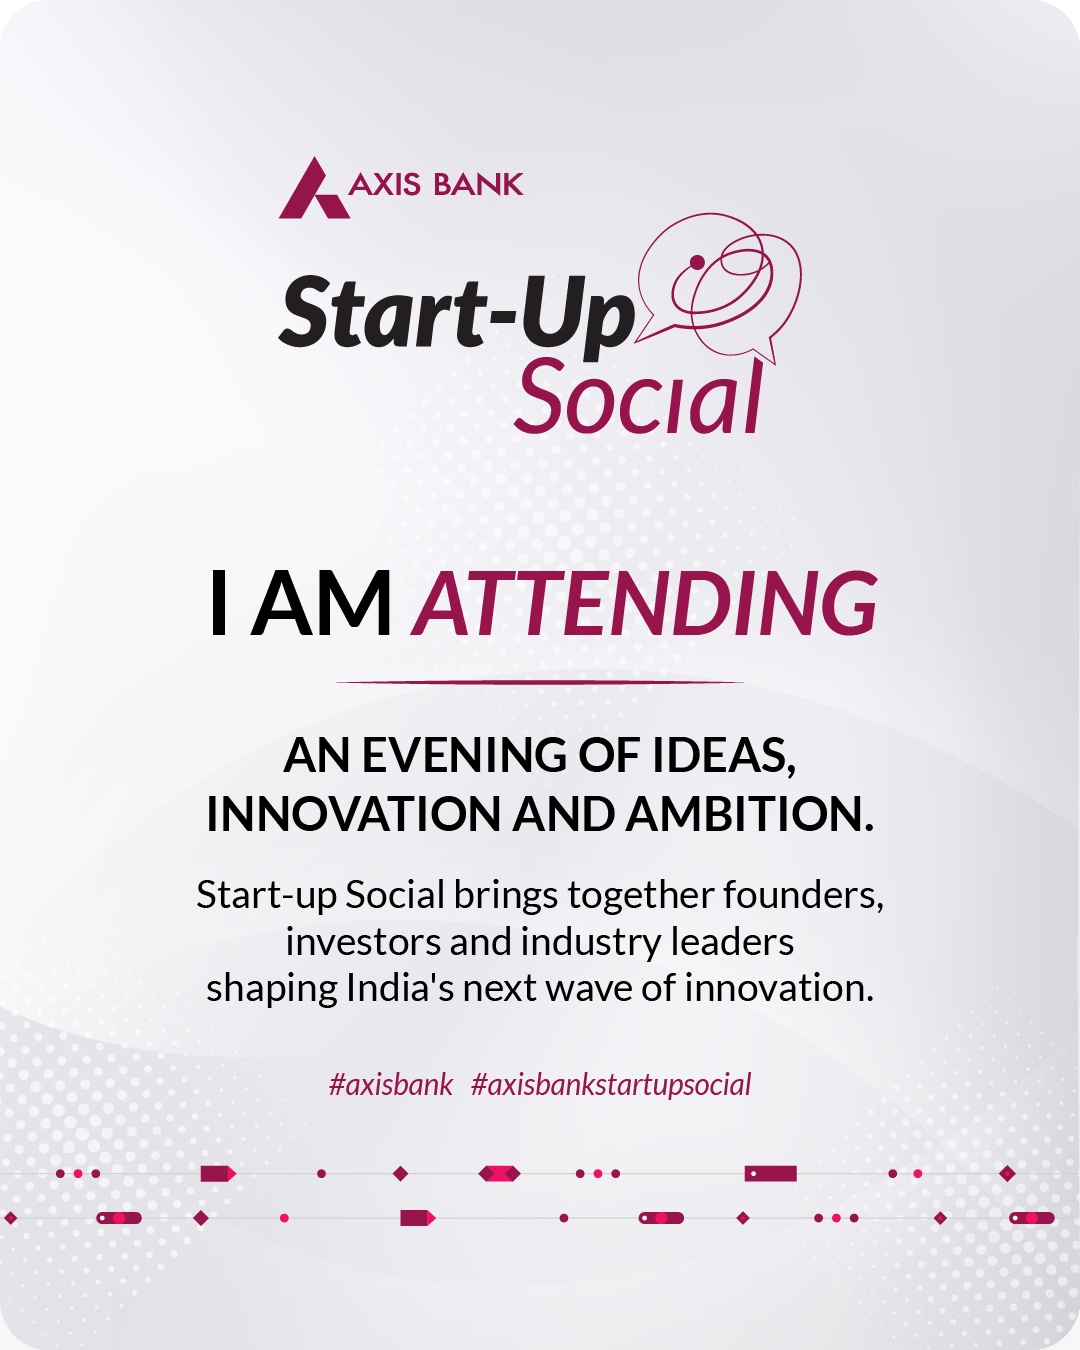 AXIS BANK
Start-Up
Social
I AM ATTENDING
AN EVENING OF IDEAS,
INNOVATION AND AMBITION.
Start-up Social brings together founders,
investors and industry leaders
shaping India's next wave of innovation.
#axisbank #axisbankstartupsocial